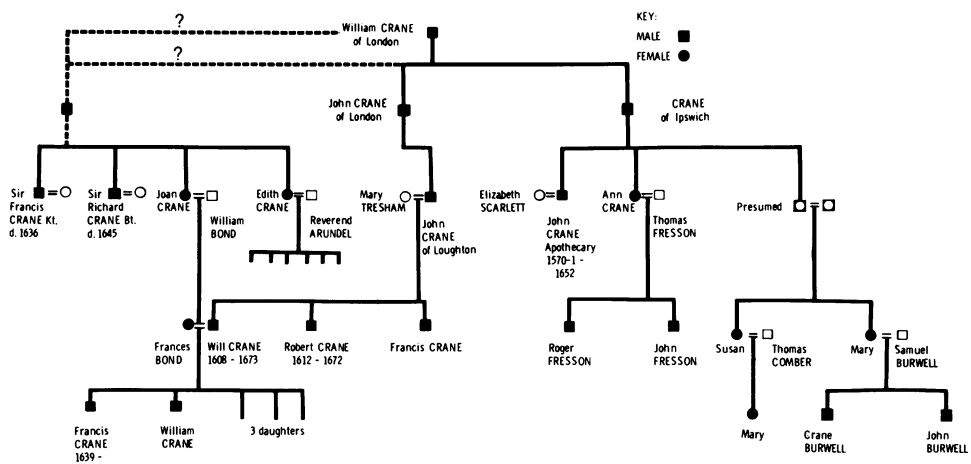 ?
William CRANE
of London
KEY:
MALE
FEMALE
?
John CRANE
of London
CRANE
of Ipswich
Sir
Francis
CRANE Kt.
d. 1636
Sir
Richard
CRANE Bt.
d. 1645
Joan
CRANE
William
BOND
Edith
CRANE
Reverend
ARUNDEL
Mary
TRESHAM
John
CRANE
of Loughton
Elizabeth
SCARLETT
John
CRANE
Apothecary
1570-1 -
1652
Ann
CRANE
Thomas
FRESSON
Presumed
Frances
BOND
Will CRANE
1608 - 1673
Robert CRANE
1612 - 1672
Francis CRANE
Roger
FRESSON
John
FRESSON
Susan
Thomas
COMBER
Mary
Samuel
BURWELL
Francis
CRANE
1639 -
William
CRANE
3 daughters
Mary
Crane
BURWELL
John
BURWELL